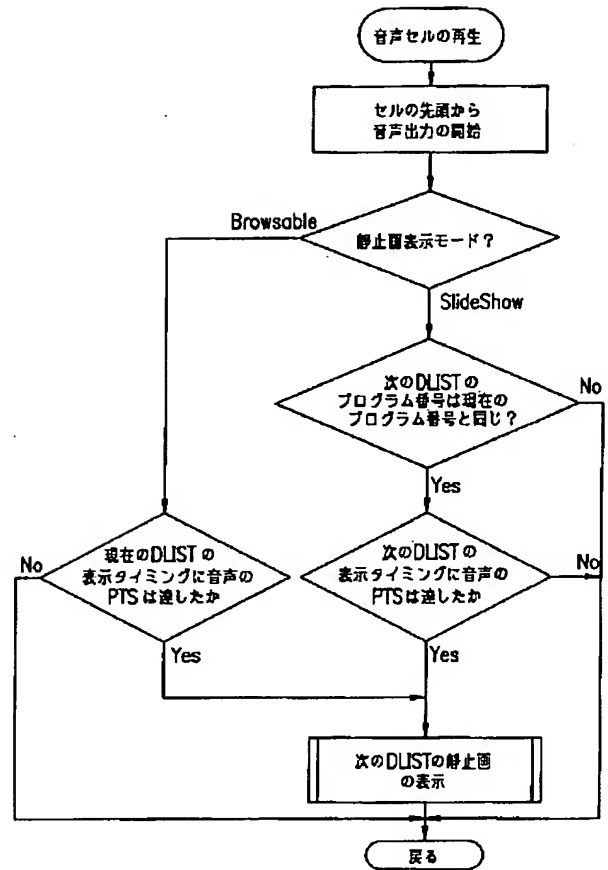 音声セルの再生
セルの先頭から
音声出力の開始
Browsable
静止画表示モード?
SlideShow
次のDLISTの
プログラム番号は現在の
プログラム番号と同じ?
No
Yes
No
現在のDLISTの
表示タイミングに音声の
PTSは達したか
次のDLISTの
表示タイミングに音声の
PTSは達したか
No
Yes
Yes
次のDLISTの静止画
の表示
戻る